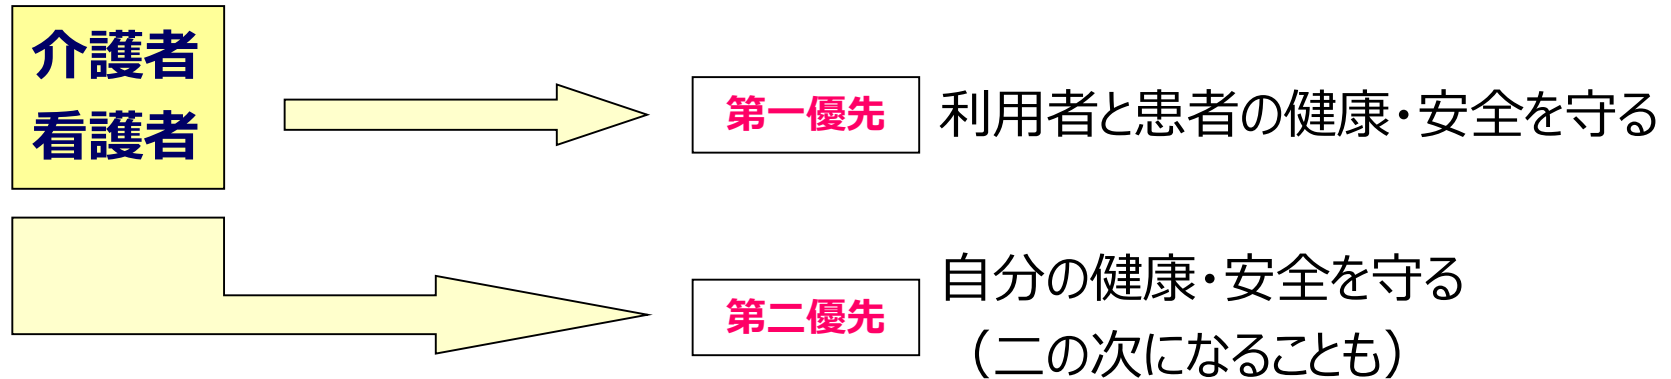 介護者
看護者
第一優先
利用者と患者の健康・安全を守る
第二優先
自分の健康・安全を守る
（二の次になることも）